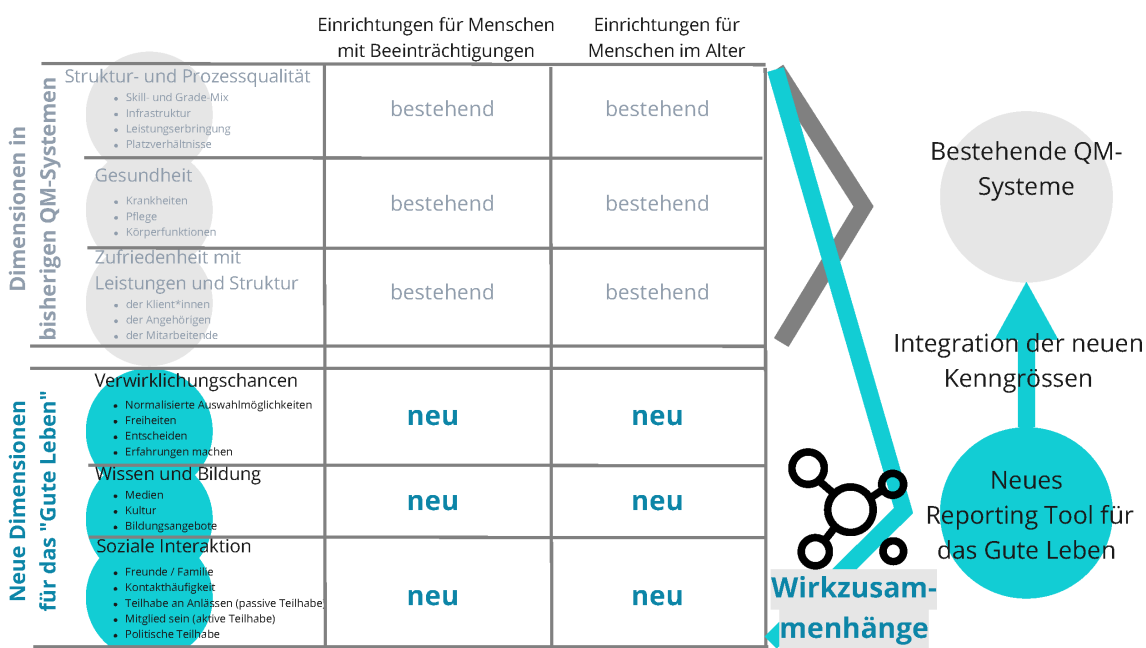 Einrichtungen für Menschen
mit Beeinträchtigungen
Einrichtungen für
Menschen im Alter
Dimensionen in
bisherigen QM-Systemen
Struktur- und Prozessqualität
Skill- und Grade-Mix
Infrastruktur
Leistungserbringung
Platzverhältnisse
bestehend
bestehend
Gesundheit
Krankheiten
Pflege
Körperfunktionen
bestehend
bestehend
Zufriedenheit mit
Leistungen und Struktur
der Klient*innen
der Angehörigen
der Mitarbeitende
bestehend
bestehend
Neue Dimensionen
für das "Gute Leben"
Verwirklichungschancen
Normalisierte Auswahlmöglichkeiten
Freiheiten
Entscheiden
Erfahrungen machen
neu
neu
Wissen und Bildung
Medien
Kultur
Bildungsangebote
neu
neu
Soziale Interaktion
Freunde / Familie
Kontakthäufigkeit
Teilhabe an Anlässen (passive Teilhabe)
Mitglied sein (aktive Teilhabe)
Politische Teilhabe
neu
neu
Wirkzusam-
menhänge
Bestehende QM-
Systeme
Integration der neuen
Kenngrössen
Neues
Reporting Tool für
das Gute Leben